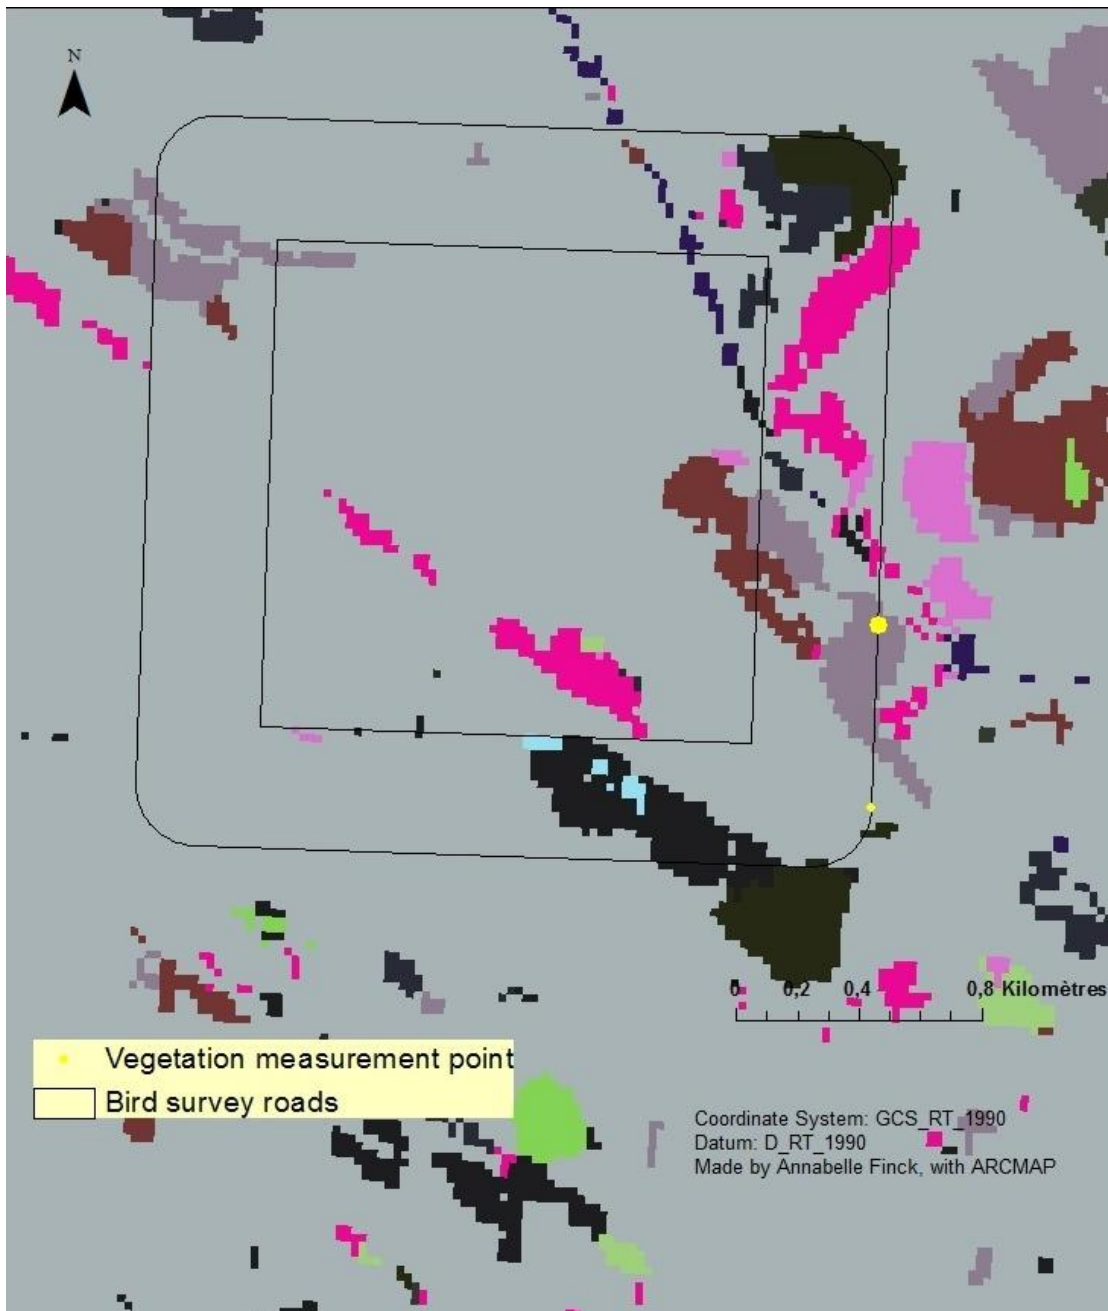 N
0 0,2 0,4 0,8 Kilomètres
Vegetation measurement point
Bird survey roads
Coordinate System: GCS_RT_1990
Datum: D_RT_1990
Made by Annabelle Finck, with ARCMAP